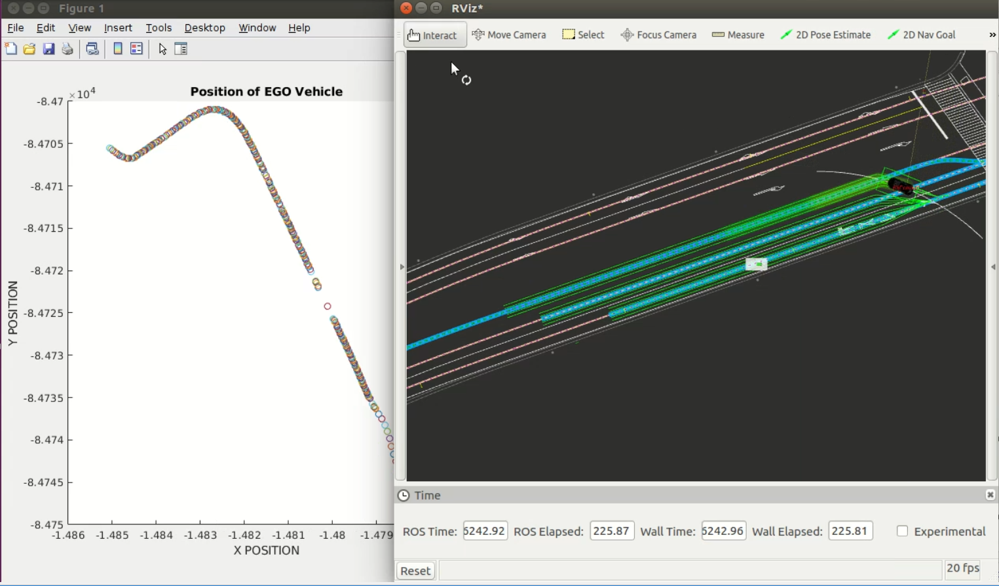 Figure 1
File Edit View Insert Tools Desktop Window Help
Position of EGO Vehicle
×10⁴
-8.47
-8.4705
-8.471
-8.4715
-8.472
-8.4725
-8.473
-8.4735
-8.474
-8.4745
-8.475
Y POSITION
-1.486 -1.485 -1.484 -1.483 -1.482 -1.481 -1.48 -1.479
X POSITION
RViz*
Interact Move Camera Select Focus Camera Measure 2D Pose Estimate 2D Nav Goal »
Time
ROS Time: 5242.92 ROS Elapsed: 225.87 Wall Time: 5242.96 Wall Elapsed: 225.81 Experimental
Reset 20 fps